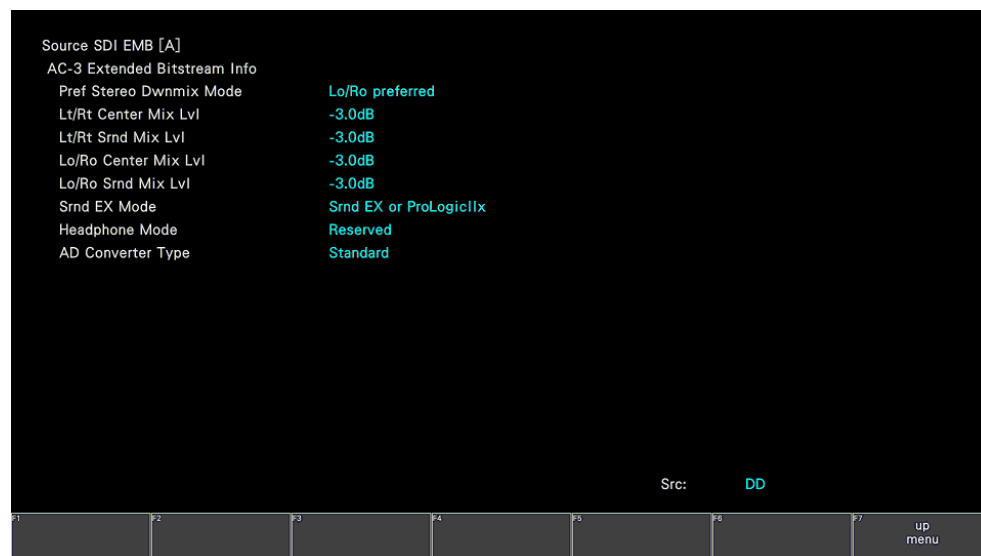 Source SDI EMB [A]
AC-3 Extended Bitstream Info
Pref Stereo Dwnmix Mode Lo/Ro preferred
Lt/Rt Center Mix Lvl -3.0dB
Lt/Rt Srnd Mix Lvl -3.0dB
Lo/Ro Center Mix Lvl -3.0dB
Lo/Ro Srnd Mix Lvl -3.0dB
Srnd EX Mode Srnd EX or ProLogicIIx
Headphone Mode Reserved
AD Converter Type Standard
Src: DD
F1 F2 F3 F4 F5 F6 F7
up
menu